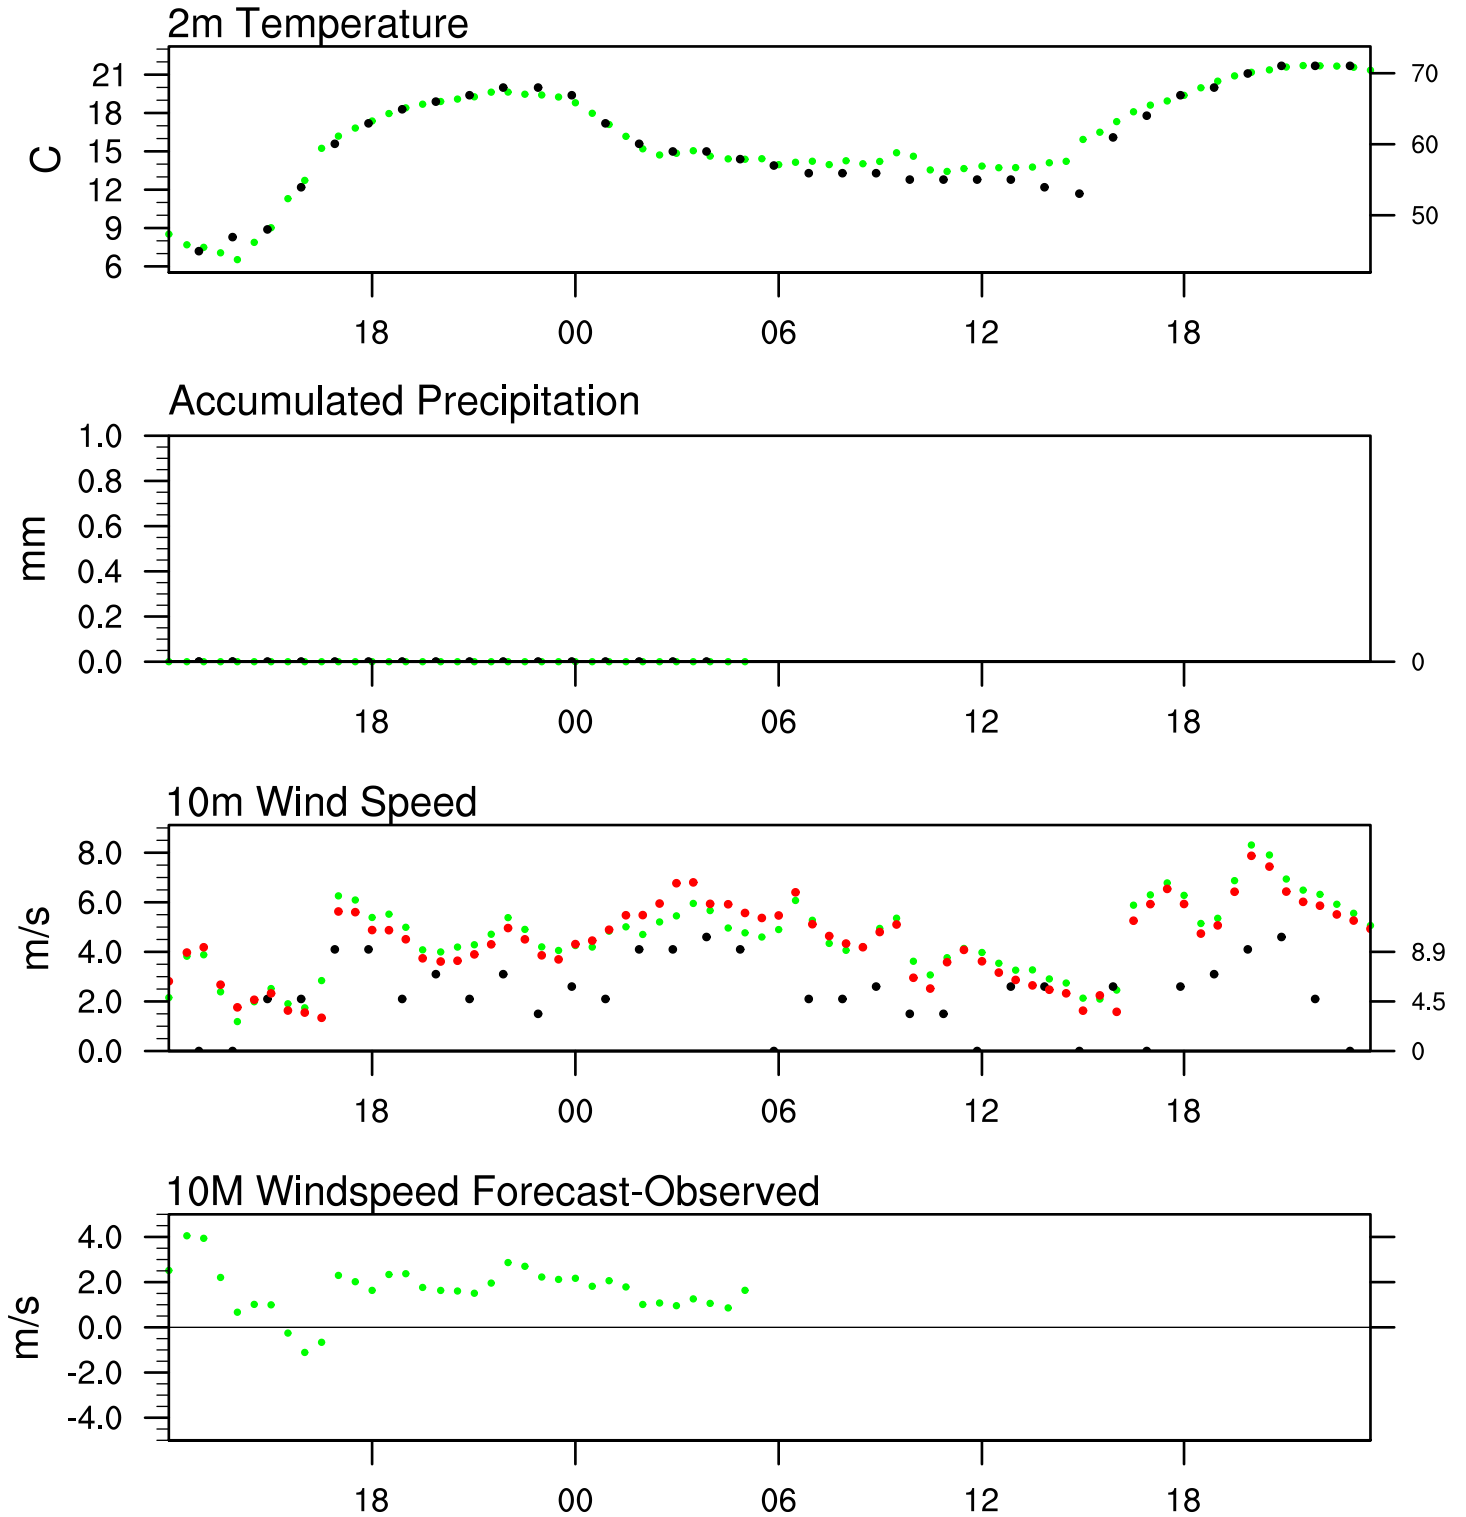 2m Temperature
21
18
15
12
9
6
C
70
60
50
18 00 06 12 18
Accumulated Precipitation
1.0
0.8
0.6
0.4
0.2
0.0
mm
0
18 00 06 12 18
10m Wind Speed
8.0
6.0
4.0
2.0
0.0
m/s
8.9
4.5
0
18 00 06 12 18
10M Windspeed Forecast-Observed
4.0
2.0
0.0
-2.0
-4.0
m/s
18 00 06 12 18